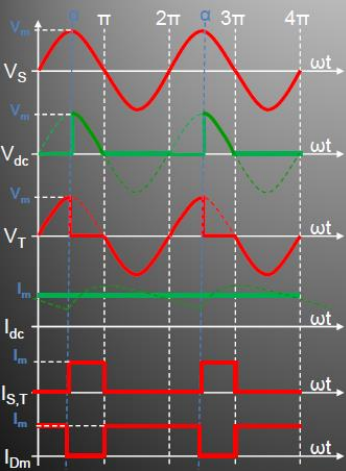 α π 2π α 3π 4π
Vm
VS ωt
Vm
Vdc ωt
Vm
VT ωt
Im
Idc ωt
Im
IS,T ωt
Im
IDm ωt